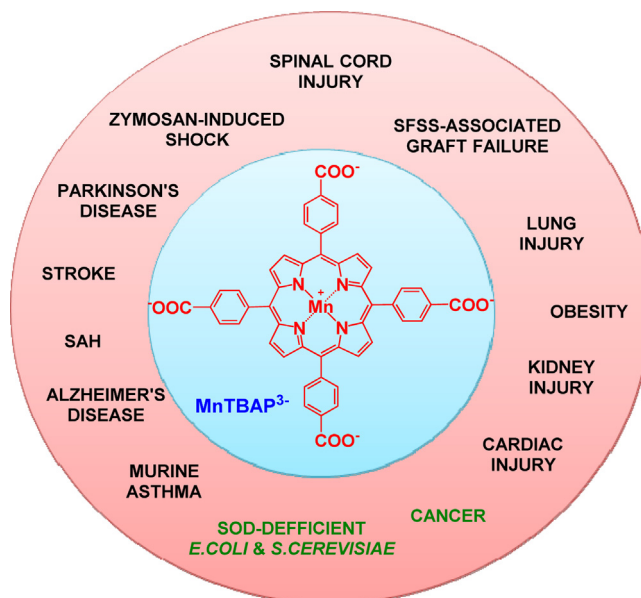 SPINAL CORD
INJURY
ZYMOSAN-INDUCED
SHOCK
SFSS-ASSOCIATED
GRAFT FAILURE
PARKINSON'S
DISEASE
LUNG
INJURY
STROKE
OBESITY
SAH
KIDNEY
INJURY
ALZHEIMER'S
DISEASE
CARDIAC
INJURY
MURINE
ASTHMA
CANCER
SOD-DEFFICIENT
E.COLI & S.CEREVISIAE
COO⁻
⁻OOC
COO⁻
N
N
+
Mn
N
N
COO⁻
MnTBAP³⁻